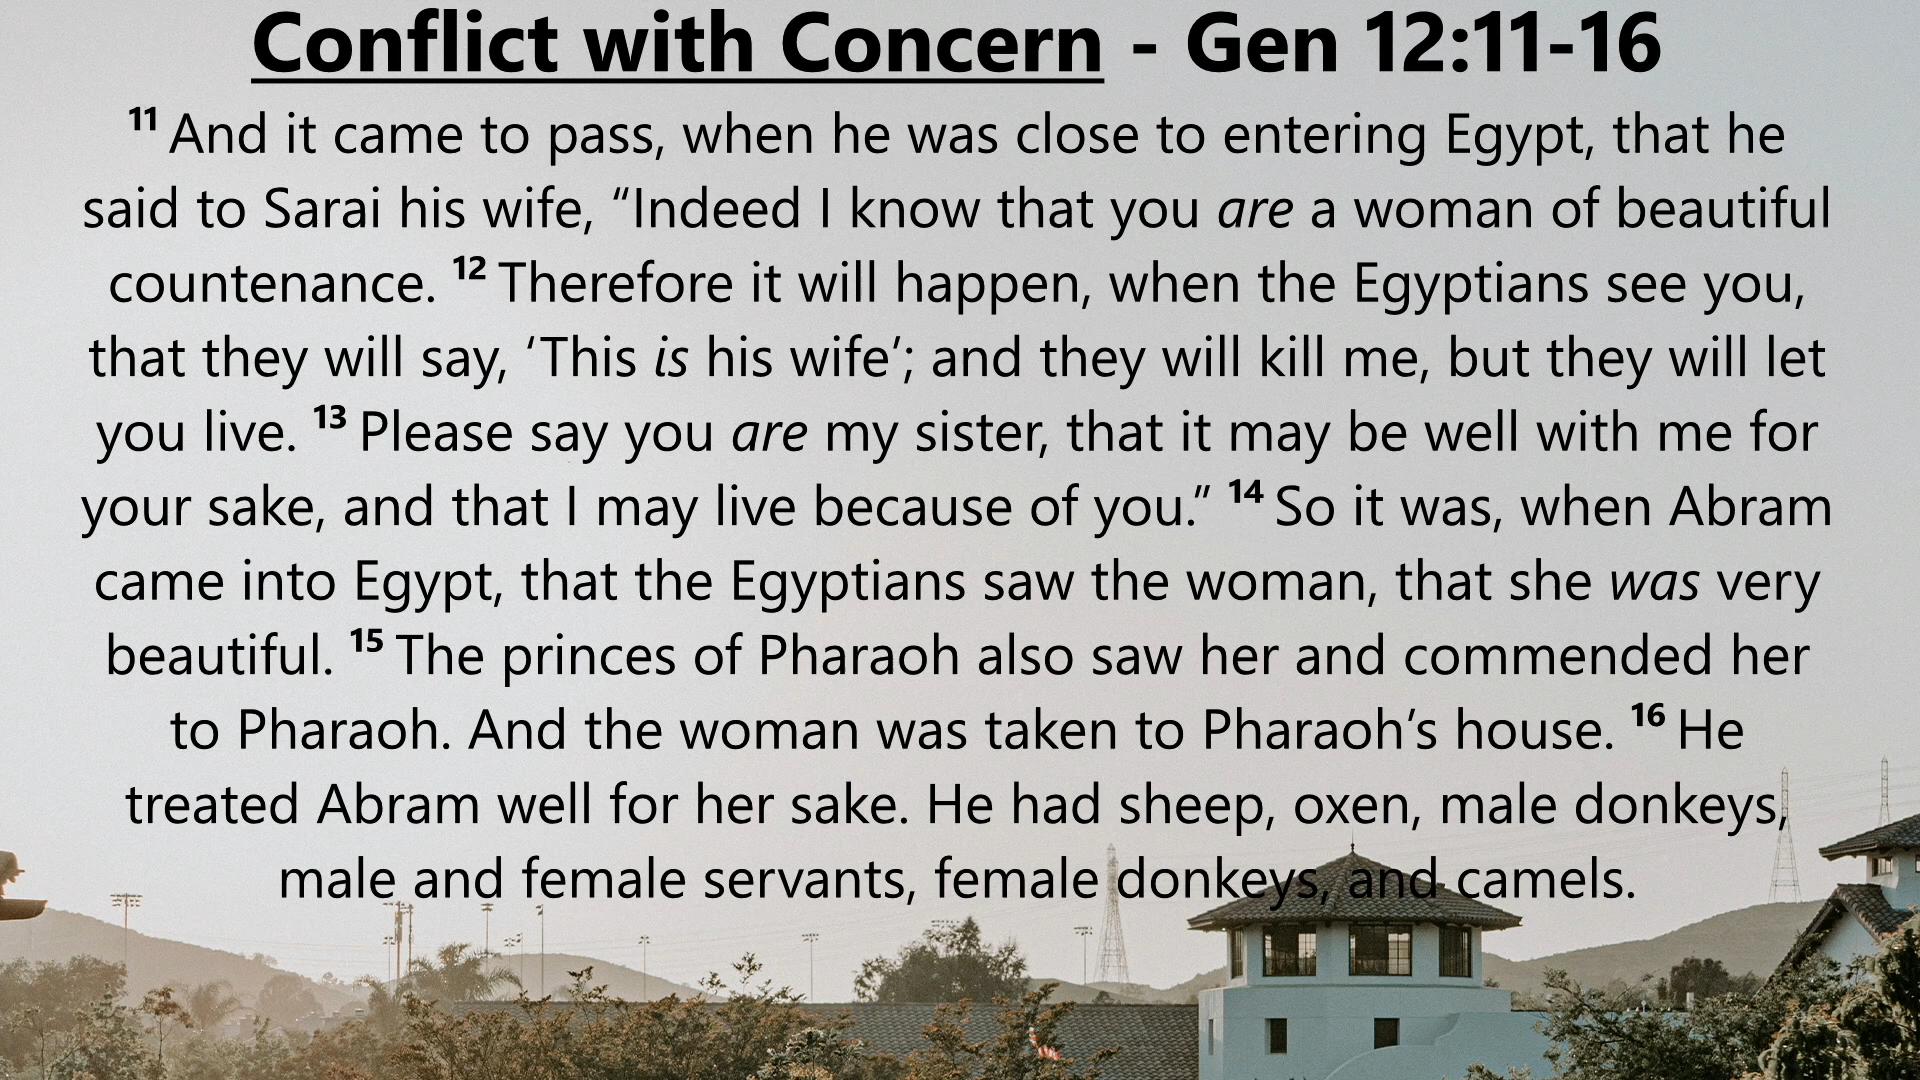 Conflict with Concern - Gen 12:11-16
11 And it came to pass, when he was close to entering Egypt, that he
said to Sarai his wife, “Indeed I know that you are a woman of beautiful
countenance. 12 Therefore it will happen, when the Egyptians see you,
that they will say, ‘This is his wife’; and they will kill me, but they will let
you live. 13 Please say you are my sister, that it may be well with me for
your sake, and that I may live because of you.” 14 So it was, when Abram
came into Egypt, that the Egyptians saw the woman, that she was very
beautiful. 15 The princes of Pharaoh also saw her and commended her
to Pharaoh. And the woman was taken to Pharaoh’s house. 16 He
treated Abram well for her sake. He had sheep, oxen, male donkeys,
male and female servants, female donkeys, and camels.